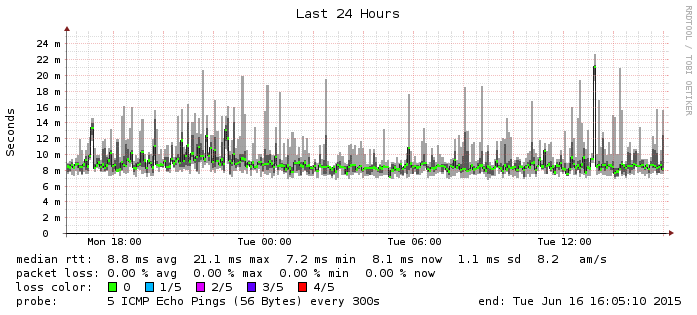 Last 24 Hours
RRDTOOL / TOBI OETIKER
Seconds
24 m
22 m
20 m
18 m
16 m
14 m
12 m
10 m
8 m
6 m
4 m
2 m
0
Mon 18:00 Tue 00:00 Tue 06:00 Tue 12:00
median rtt: 8.8 ms avg 21.1 ms max 7.2 ms min 8.1 ms now 1.1 ms sd 8.2 am/s
packet loss: 0.00 % avg 0.00 % max 0.00 % min 0.00 % now
loss color: 0 1/5 2/5 3/5 4/5
probe: 5 ICMP Echo Pings (56 Bytes) every 300s end: Tue Jun 16 16:05:10 2015